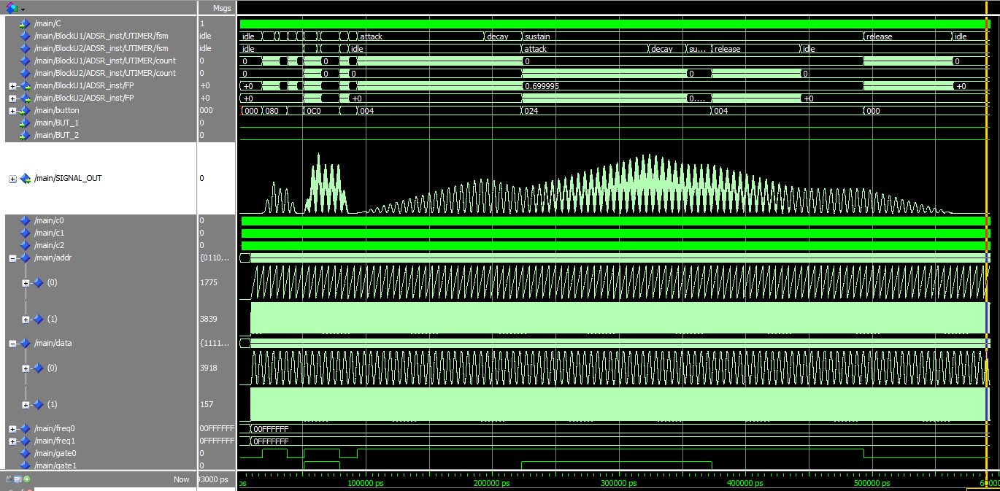 Msgs
/main/C 1
/main/BlockU1/ADSR_inst/UTIMER/fsm idle idle attack decay sustain release idle
/main/BlockU2/ADSR_inst/UTIMER/fsm idle idle idle attack decay su... release idle
/main/BlockU1/ADSR_inst/UTIMER/count 0 0 0 0 0
/main/BlockU2/ADSR_inst/UTIMER/count 0 0 0 0 0 0
/main/BlockU1/ADSR_inst/FP +0 +0 0.699995 +0
/main/BlockU2/ADSR_inst/FP +0 +0 +0 0.... +0
/main/button 000 000 080 0C0 004 024 004 000
/main/BUT_1 0
/main/BUT_2 0
/main/SIGNAL_OUT 0
/main/c0 0
/main/c1 0
/main/c2 0
/main/addr {0110...
(0) 1775
(1) 3839
/main/data {1111...
(0) 3918
(1) 157
/main/freq0 00FFFFFF 00FFFFFF
/main/freq1 0FFFFFFF 0FFFFFFF
/main/gate0 0
/main/gate1 0
Now 93000 ps ps 100000 ps 200000 ps 300000 ps 400000 ps 500000 ps